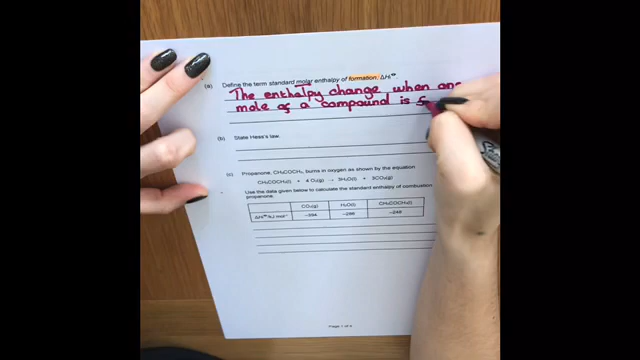 Define the term standard molar enthalpy of formation, ΔHf⦵.
(a) The enthalpy change when one
mole of a compound is
(b) State Hess's law.
(c) Propanone, CH₃COCH₃, burns in oxygen as shown by the equation
CH₃COCH₃(l) + 4 O₂(g) → 3H₂O(l) + 3CO₂(g)
Use the data given below to calculate the standard enthalpy of combustion
propanone.
CO₂(g) H₂O(l) CH₃COCH₃(l)
ΔHf⦵/kJ mol⁻¹ −394 −286 −248
Page 1 of 6